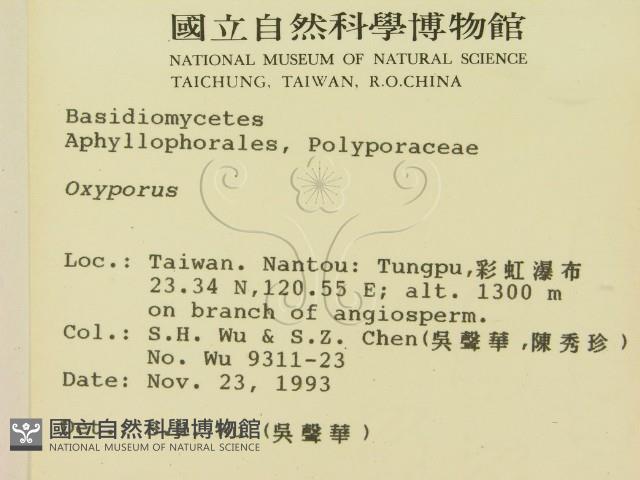 國立自然科學博物館
NATIONAL MUSEUM OF NATURAL SCIENCE
TAICHUNG, TAIWAN, R.O.CHINA
Basidiomycetes
Aphyllophorales, Polyporaceae
Oxyporus
Loc.: Taiwan. Nantou: Tungpu,彩虹瀑布
23.34 N,120.55 E; alt. 1300 m
on branch of angiosperm.
Col.: S.H. Wu & S.Z. Chen(吳聲華,陳秀珍)
No. Wu 9311-23
Date: Nov. 23, 1993
(吳聲華)
國立自然科學博物館
NATIONAL MUSEUM OF NATURAL SCIENCE